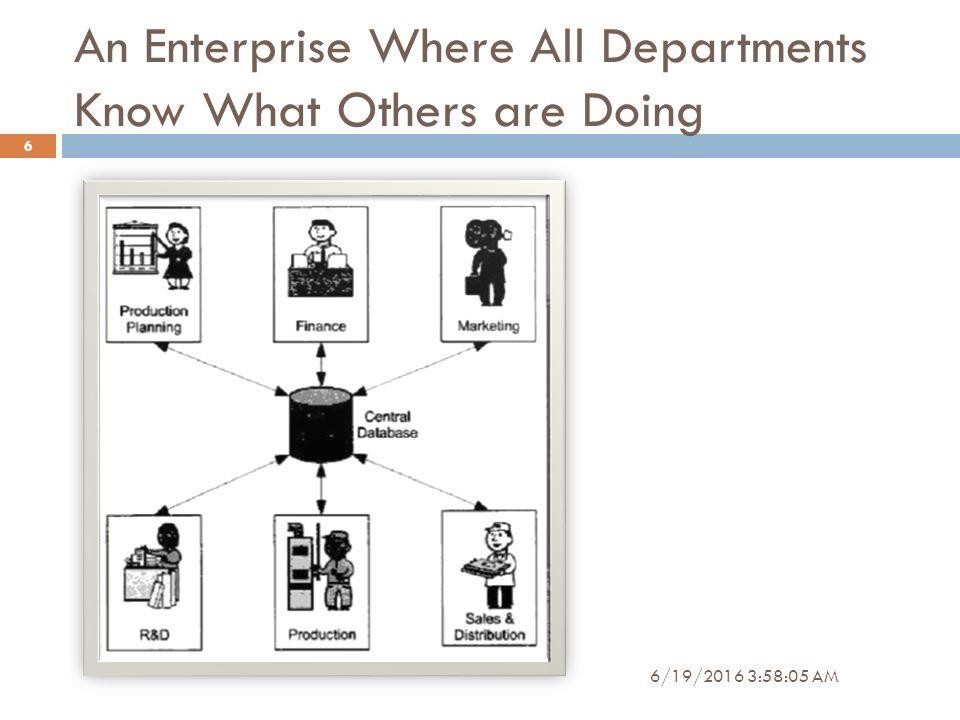 An Enterprise Where All Departments
Know What Others are Doing
6
Production
Planning
Finance
Marketing
Central
Database
R&D
Production
Sales &
Distribution
6/19/2016 3:58:05 AM